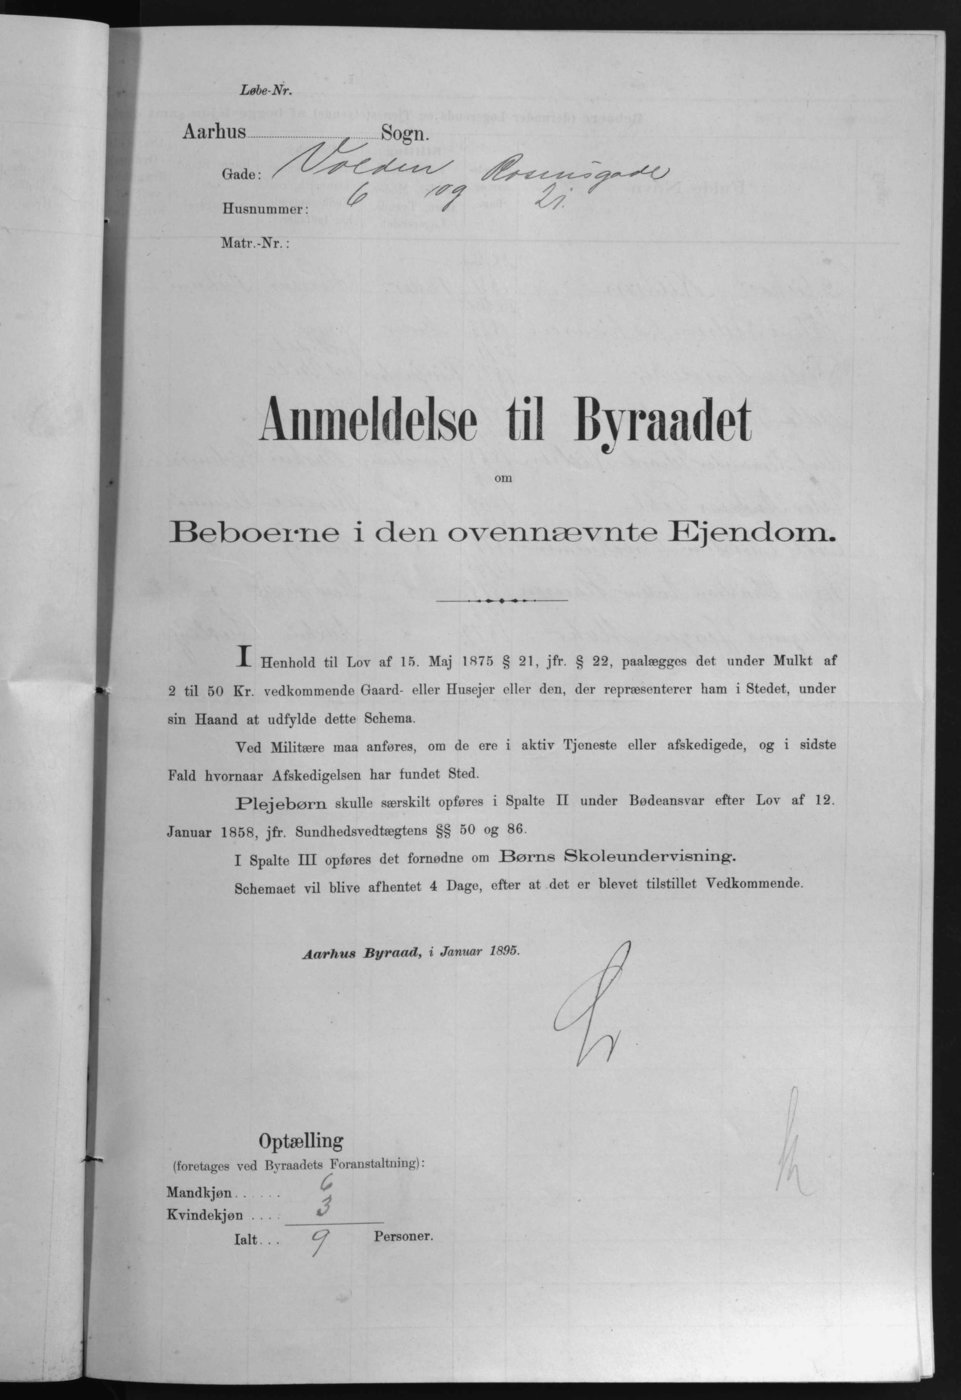 Løbe-Nr.
Aarhus Sogn.
Gade: Volden Rosensgade
Husnummer: 6 og 21.
Matr.-Nr.:
Anmeldelse til Byraadet
om
Beboerne i den ovennævnte Ejendom.
I Henhold til Lov af 15. Maj 1875 § 21, jfr. § 22, paalægges det under Mulkt af
2 til 50 Kr. vedkommende Gaard- eller Husejer eller den, der repræsenterer ham i Stedet, under
sin Haand at udfylde dette Schema.
Ved Militære maa anføres, om de ere i aktiv Tjeneste eller afskedigede, og i sidste
Fald hvornaar Afskedigelsen har fundet Sted.
Plejebørn skulle særskilt opføres i Spalte II under Bødeansvar efter Lov af 12.
Januar 1858, jfr. Sundhedsvedtægtens §§ 50 og 86.
I Spalte III opføres det fornødne om Børns Skoleundervisning.
Schemaet vil blive afhentet 4 Dage, efter at det er blevet tilstillet Vedkommende.
Aarhus Byraad, i Januar 1895.
Optælling
(foretages ved Byraadets Foranstaltning):
Mandkjøn . . . . . . 6
Kvindekjøn . . . . 3
Ialt . . . 9 Personer.